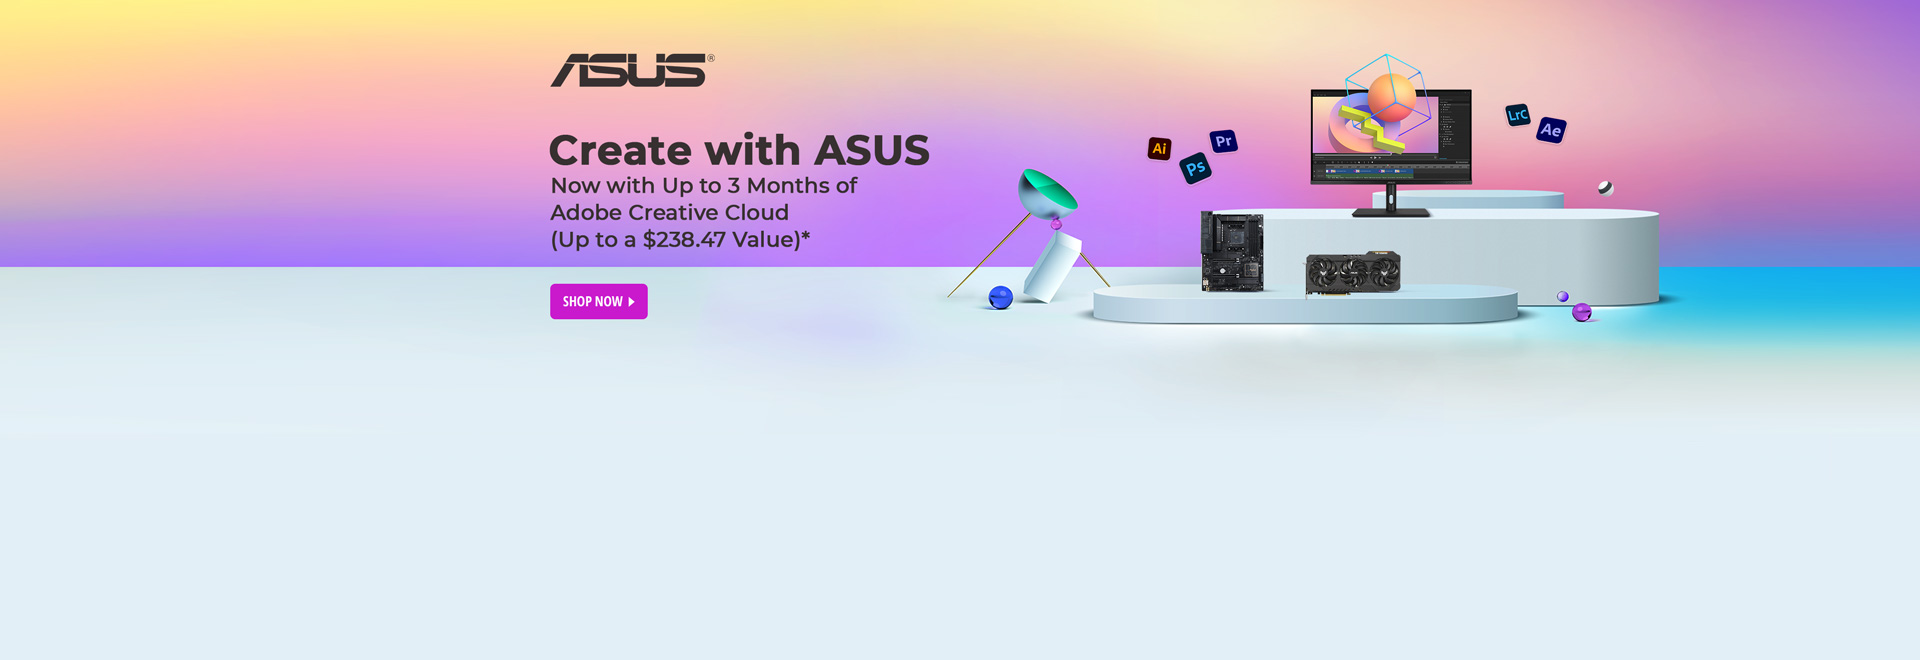 ASUS®
Create with ASUS
Now with Up to 3 Months of
Adobe Creative Cloud
(Up to a $238.47 Value)*
SHOP NOW
Ai
Ps
Pr
LrC
Ae